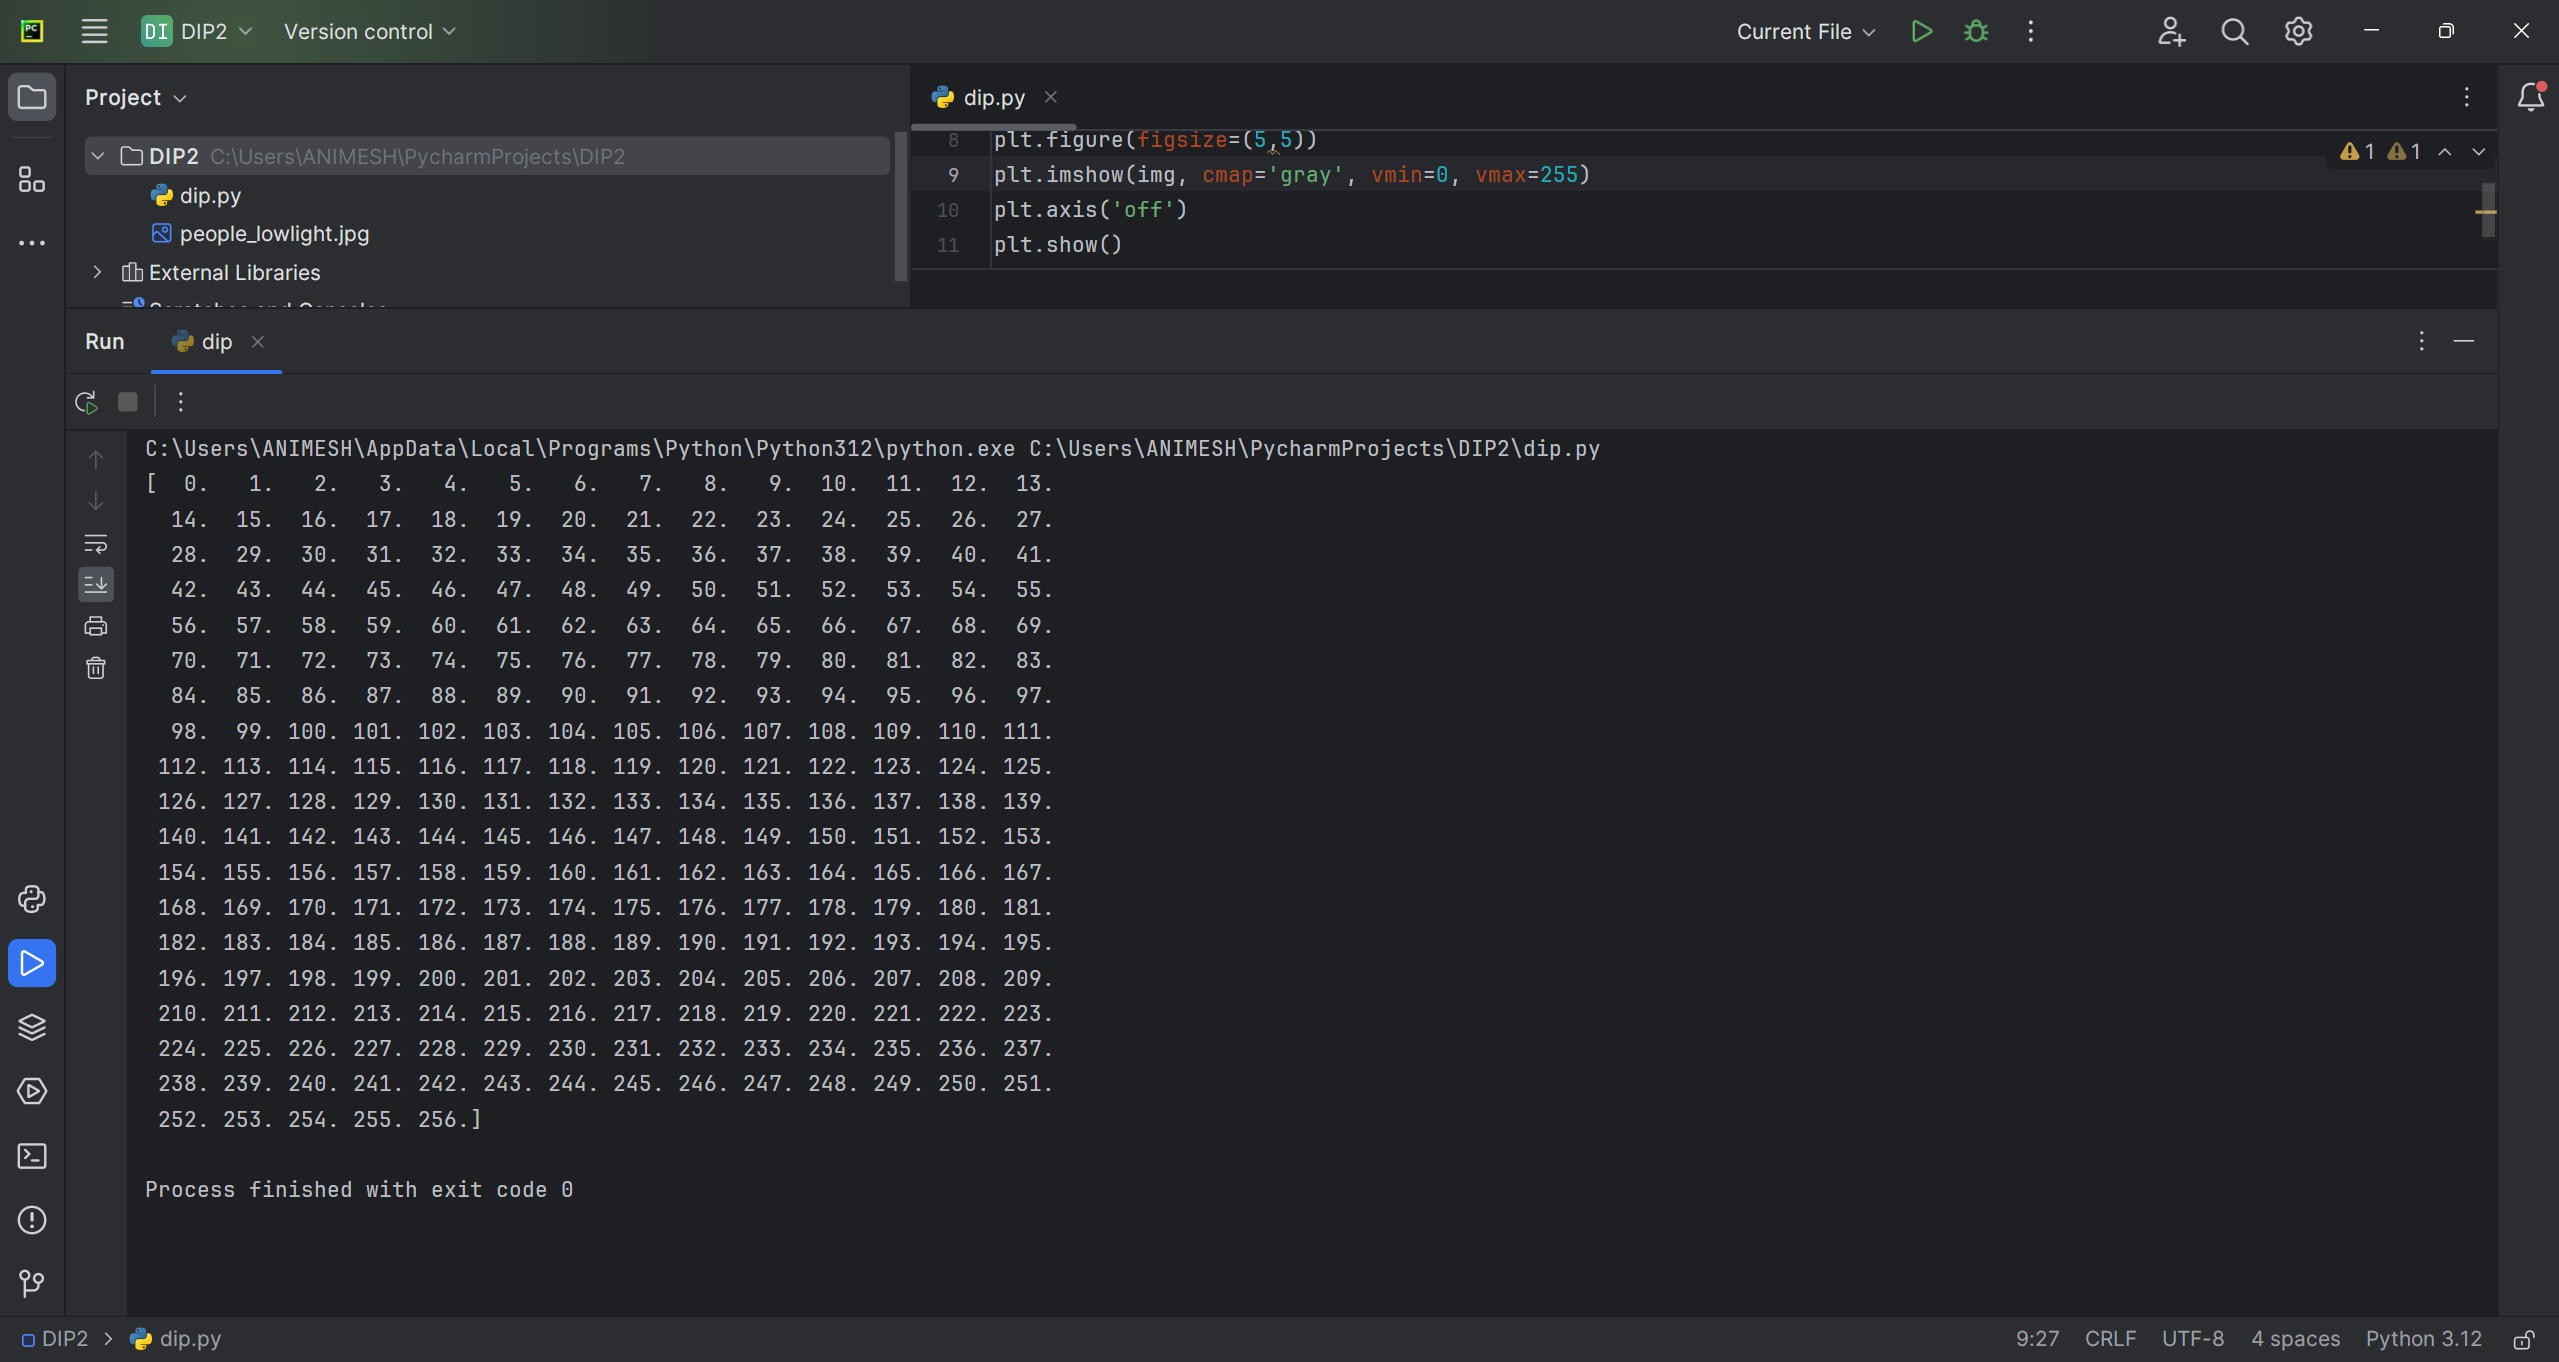 PC
DI DIP2 Version control Current File
Project
dip.py
DIP2 C:\Users\ANIMESH\PycharmProjects\DIP2
dip.py
people_lowlight.jpg
External Libraries
Scratches and Consoles
8 plt.figure(figsize=(5,5))
9 plt.imshow(img, cmap='gray', vmin=0, vmax=255)
10 plt.axis('off')
11 plt.show()
1 1
Run dip
C:\Users\ANIMESH\AppData\Local\Programs\Python\Python312\python.exe C:\Users\ANIMESH\PycharmProjects\DIP2\dip.py
[  0.   1.   2.   3.   4.   5.   6.   7.   8.   9.  10.  11.  12.  13.
  14.  15.  16.  17.  18.  19.  20.  21.  22.  23.  24.  25.  26.  27.
  28.  29.  30.  31.  32.  33.  34.  35.  36.  37.  38.  39.  40.  41.
  42.  43.  44.  45.  46.  47.  48.  49.  50.  51.  52.  53.  54.  55.
  56.  57.  58.  59.  60.  61.  62.  63.  64.  65.  66.  67.  68.  69.
  70.  71.  72.  73.  74.  75.  76.  77.  78.  79.  80.  81.  82.  83.
  84.  85.  86.  87.  88.  89.  90.  91.  92.  93.  94.  95.  96.  97.
  98.  99. 100. 101. 102. 103. 104. 105. 106. 107. 108. 109. 110. 111.
 112. 113. 114. 115. 116. 117. 118. 119. 120. 121. 122. 123. 124. 125.
 126. 127. 128. 129. 130. 131. 132. 133. 134. 135. 136. 137. 138. 139.
 140. 141. 142. 143. 144. 145. 146. 147. 148. 149. 150. 151. 152. 153.
 154. 155. 156. 157. 158. 159. 160. 161. 162. 163. 164. 165. 166. 167.
 168. 169. 170. 171. 172. 173. 174. 175. 176. 177. 178. 179. 180. 181.
 182. 183. 184. 185. 186. 187. 188. 189. 190. 191. 192. 193. 194. 195.
 196. 197. 198. 199. 200. 201. 202. 203. 204. 205. 206. 207. 208. 209.
 210. 211. 212. 213. 214. 215. 216. 217. 218. 219. 220. 221. 222. 223.
 224. 225. 226. 227. 228. 229. 230. 231. 232. 233. 234. 235. 236. 237.
 238. 239. 240. 241. 242. 243. 244. 245. 246. 247. 248. 249. 250. 251.
 252. 253. 254. 255. 256.]
Process finished with exit code 0
DIP2 > dip.py 9:27 CRLF UTF-8 4 spaces Python 3.12